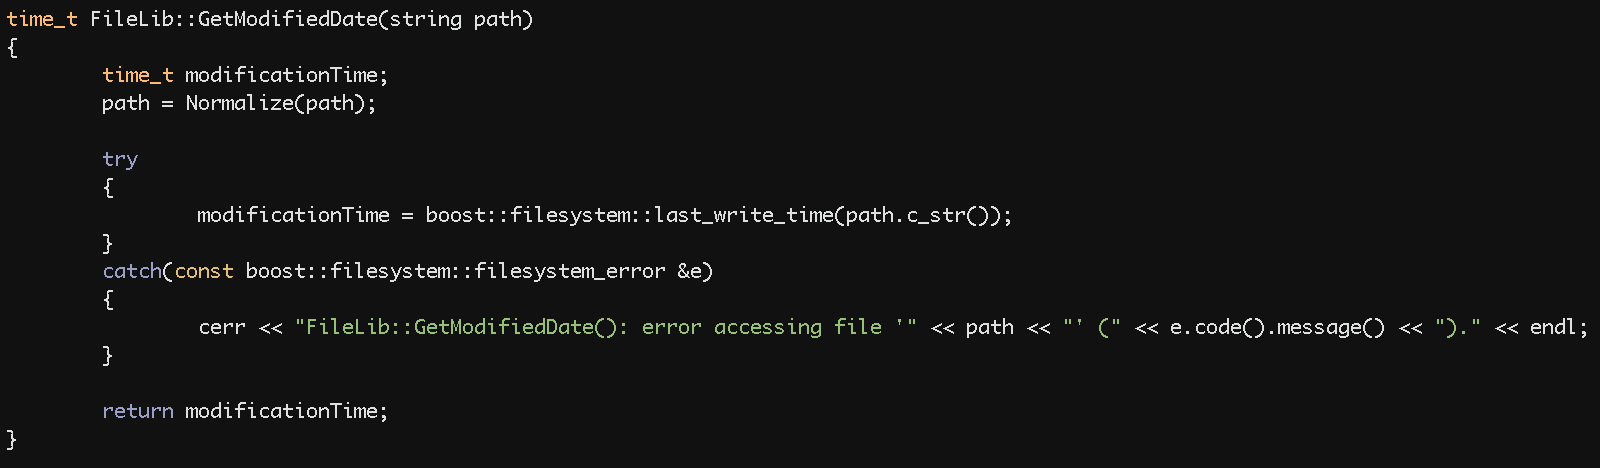 time_t FileLib::GetModifiedDate(string path)
{
        time_t modificationTime;
        path = Normalize(path);

        try
        {
                modificationTime = boost::filesystem::last_write_time(path.c_str());
        }
        catch(const boost::filesystem::filesystem_error &e)
        {
                cerr << "FileLib::GetModifiedDate(): error accessing file '" << path << "' (" << e.code().message() << ")." << endl;
        }

        return modificationTime;
}